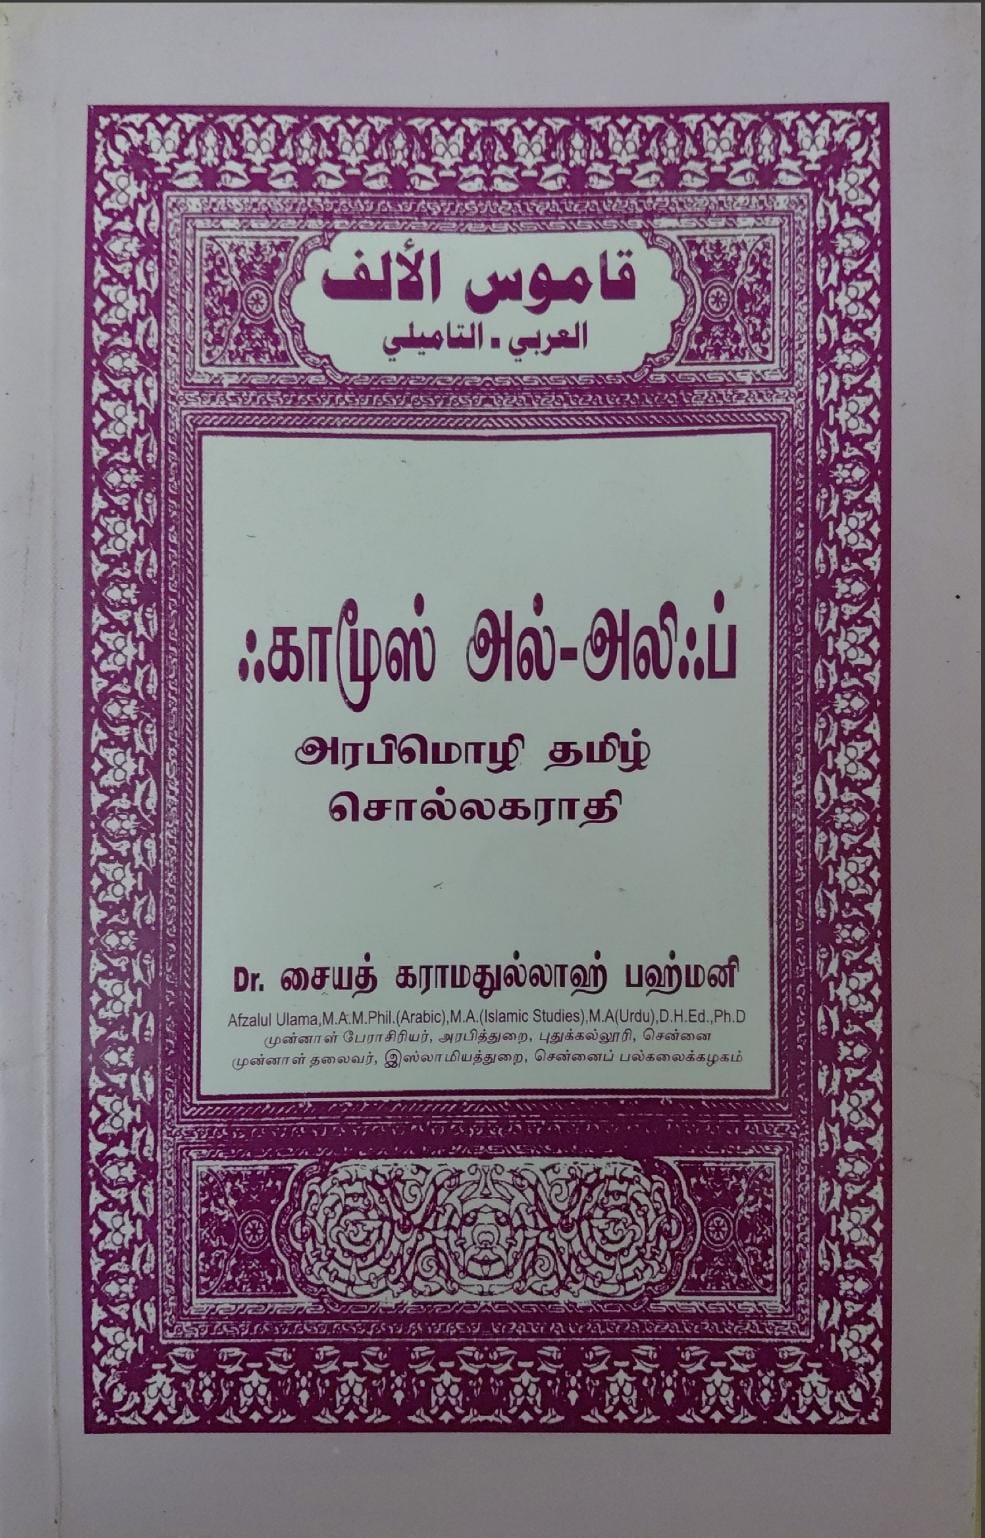 قاموس الألف
العربي - التاميلي
ஃகாமூஸ் அல்-அலிஃப்
அரபிமொழி தமிழ்
சொல்லகராதி
Dr. சையத் கராமதுல்லாஹ் பஹ்மனி
Afzalul Ulama,M.A.M.Phil.(Arabic),M.A.(Islamic Studies),M.A(Urdu),D.H.Ed.,Ph.D
முன்னாள் பேராசிரியர், அரபித்துறை, புதுக்கல்லூரி, சென்னை
முன்னாள் தலைவர், இஸ்லாமியத்துறை, சென்னைப் பல்கலைக்கழகம்